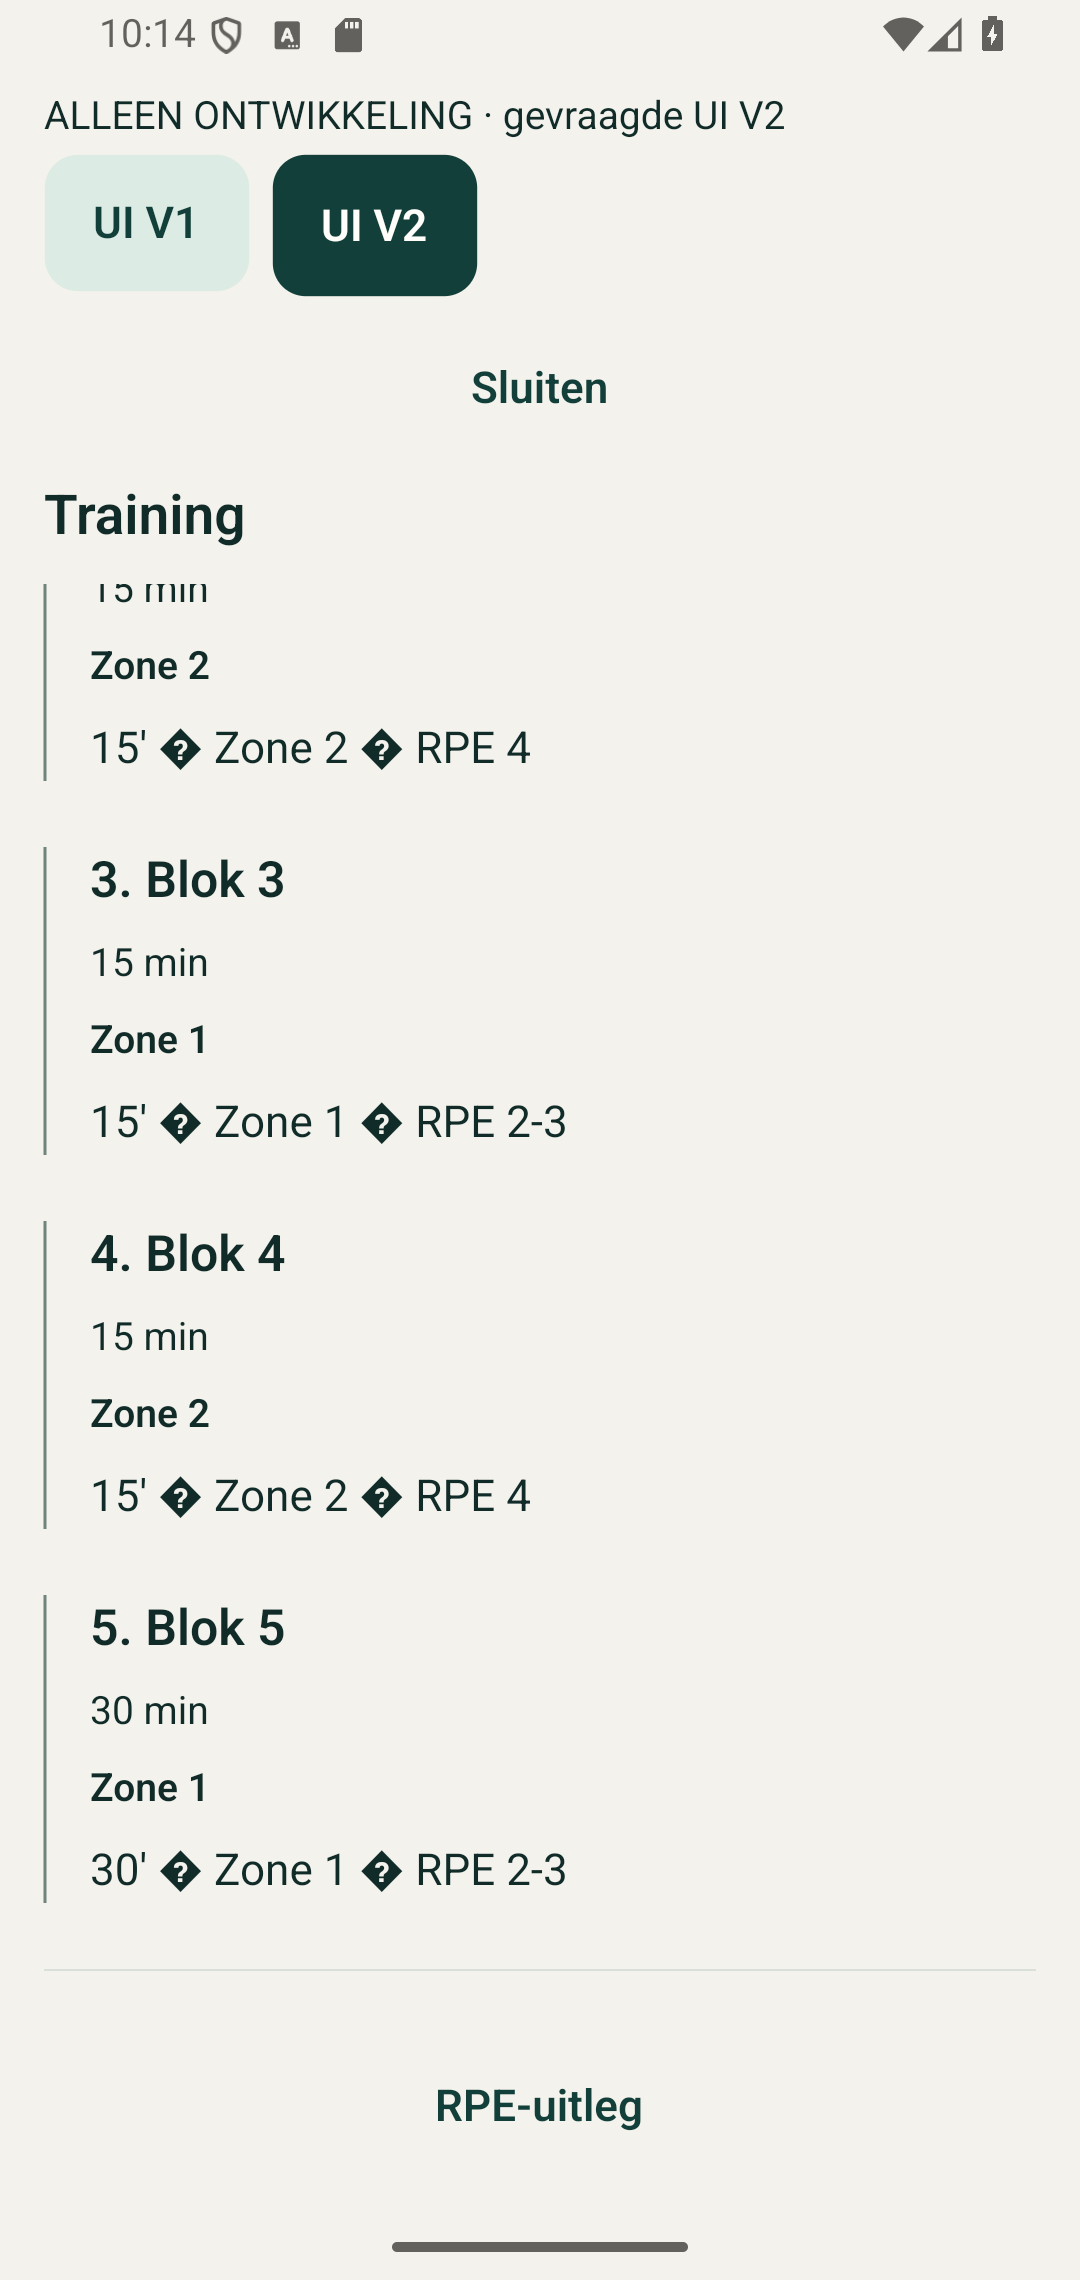 10:14
ALLEEN ONTWIKKELING · gevraagde UI V2
UI V1
UI V2
Sluiten
Training
15 min
Zone 2
15' � Zone 2 � RPE 4
3. Blok 3
15 min
Zone 1
15' � Zone 1 � RPE 2-3
4. Blok 4
15 min
Zone 2
15' � Zone 2 � RPE 4
5. Blok 5
30 min
Zone 1
30' � Zone 1 � RPE 2-3
RPE-uitleg